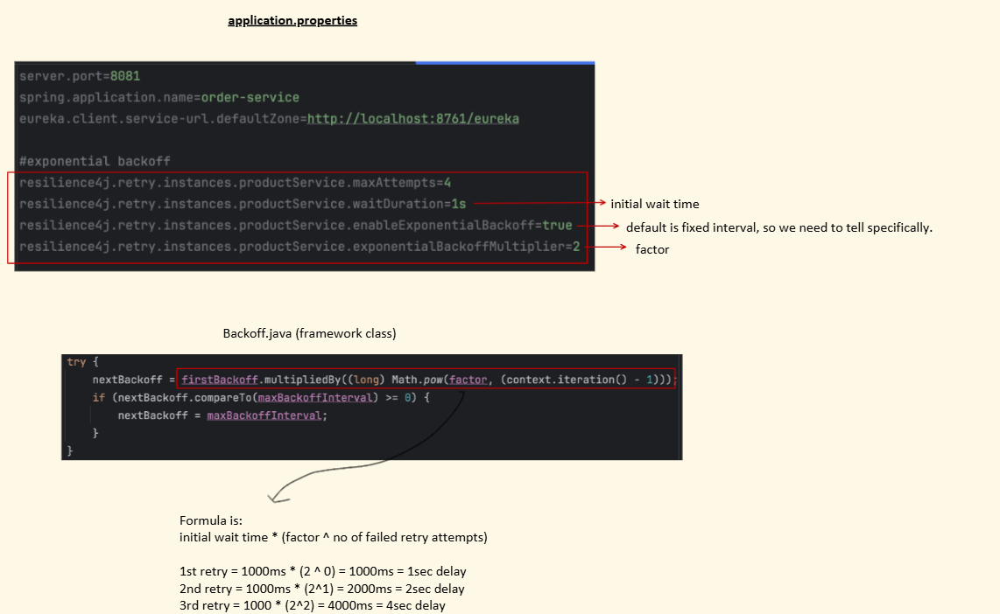 application.properties
server.port=8081
spring.application.name=order-service
eureka.client.service-url.defaultZone=http://localhost:8761/eureka
#exponential backoff
resilience4j.retry.instances.productService.maxAttempts=4
resilience4j.retry.instances.productService.waitDuration=1s
initial wait time
resilience4j.retry.instances.productService.enableExponentialBackoff=true
default is fixed interval, so we need to tell specifically.
resilience4j.retry.instances.productService.exponentialBackoffMultiplier=2
factor
Backoff.java (framework class)
try {
nextBackoff = firstBackoff.multipliedBy((long) Math.pow(factor, (context.iteration() - 1)));
if (nextBackoff.compareTo(maxBackoffInterval) >= 0) {
nextBackoff = maxBackoffInterval;
}
}
Formula is:
initial wait time * (factor ^ no of failed retry attempts)
1st retry = 1000ms * (2 ^ 0) = 1000ms = 1sec delay
2nd retry = 1000ms * (2^1) = 2000ms = 2sec delay
3rd retry = 1000 * (2^2) = 4000ms = 4sec delay